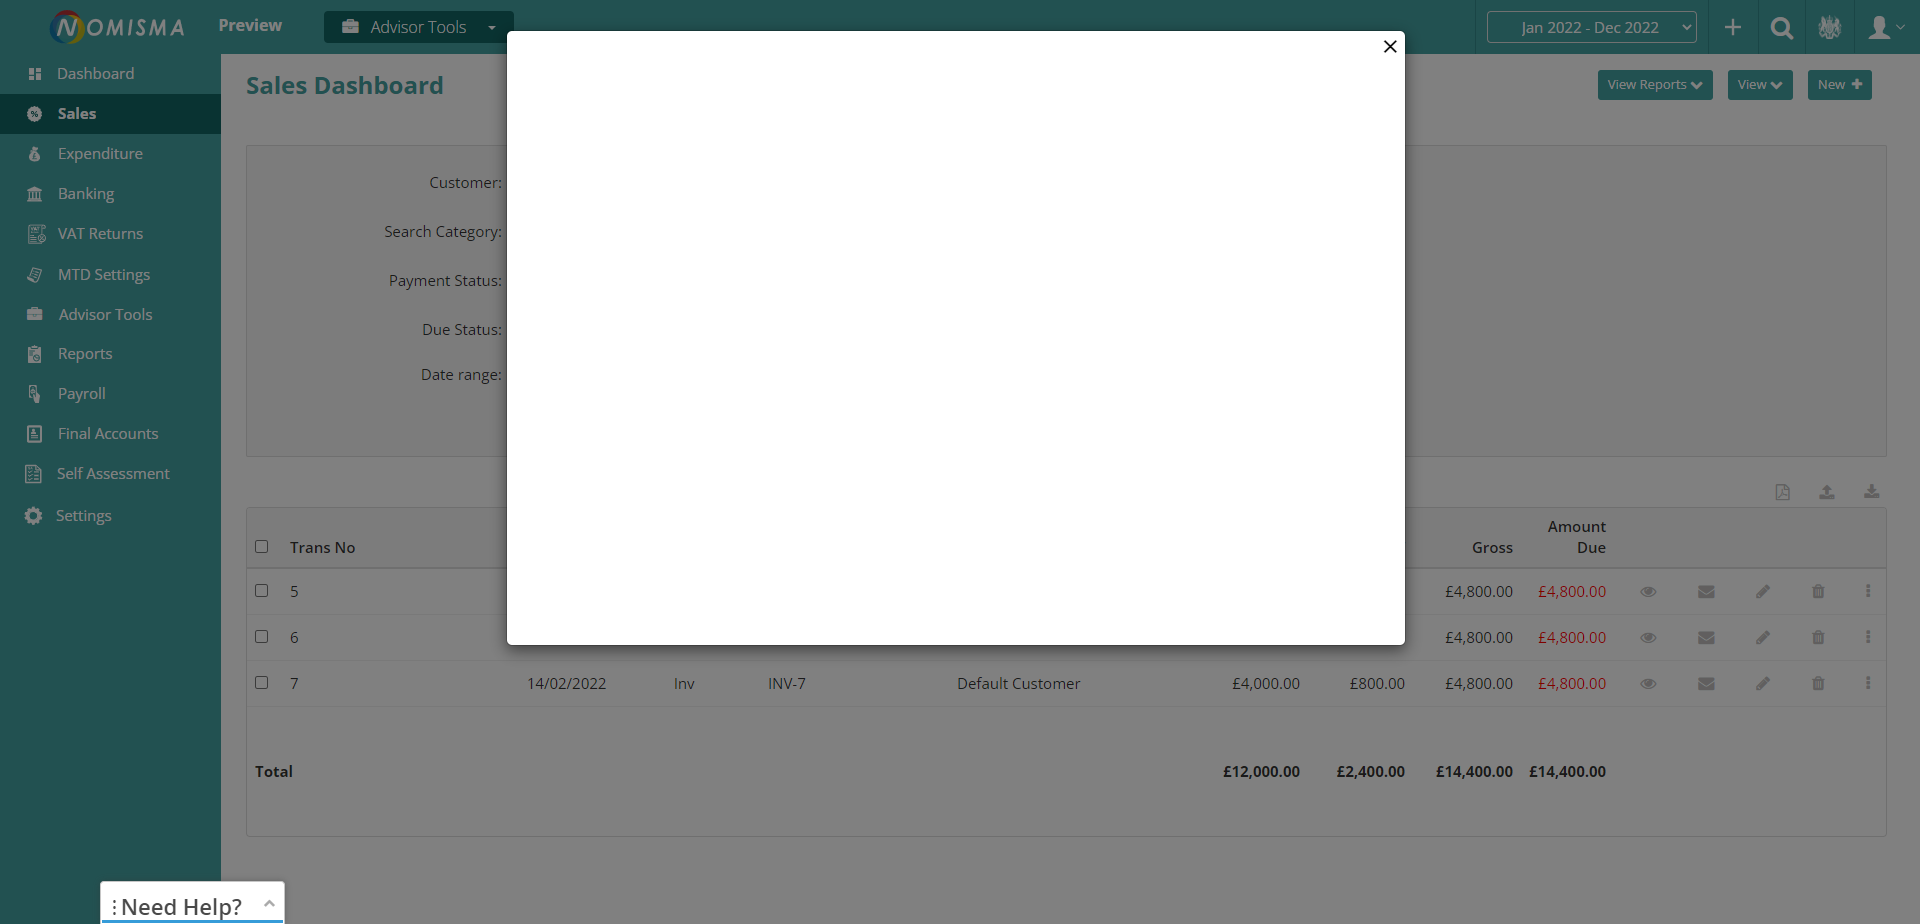 NOMISMA Preview Advisor Tools Jan 2022 - Dec 2022
Dashboard
Sales
Expenditure
Banking
VAT Returns
MTD Settings
Advisor Tools
Reports
Payroll
Final Accounts
Self Assessment
Settings
Sales Dashboard
View Reports View New
Customer:
Search Category:
Payment Status:
Due Status:
Date range:
Trans No Gross Amount Due
5 £4,800.00 £4,800.00
6 £4,800.00 £4,800.00
7 14/02/2022 Inv INV-7 Default Customer £4,000.00 £800.00 £4,800.00 £4,800.00
Total £12,000.00 £2,400.00 £14,400.00 £14,400.00
Need Help?